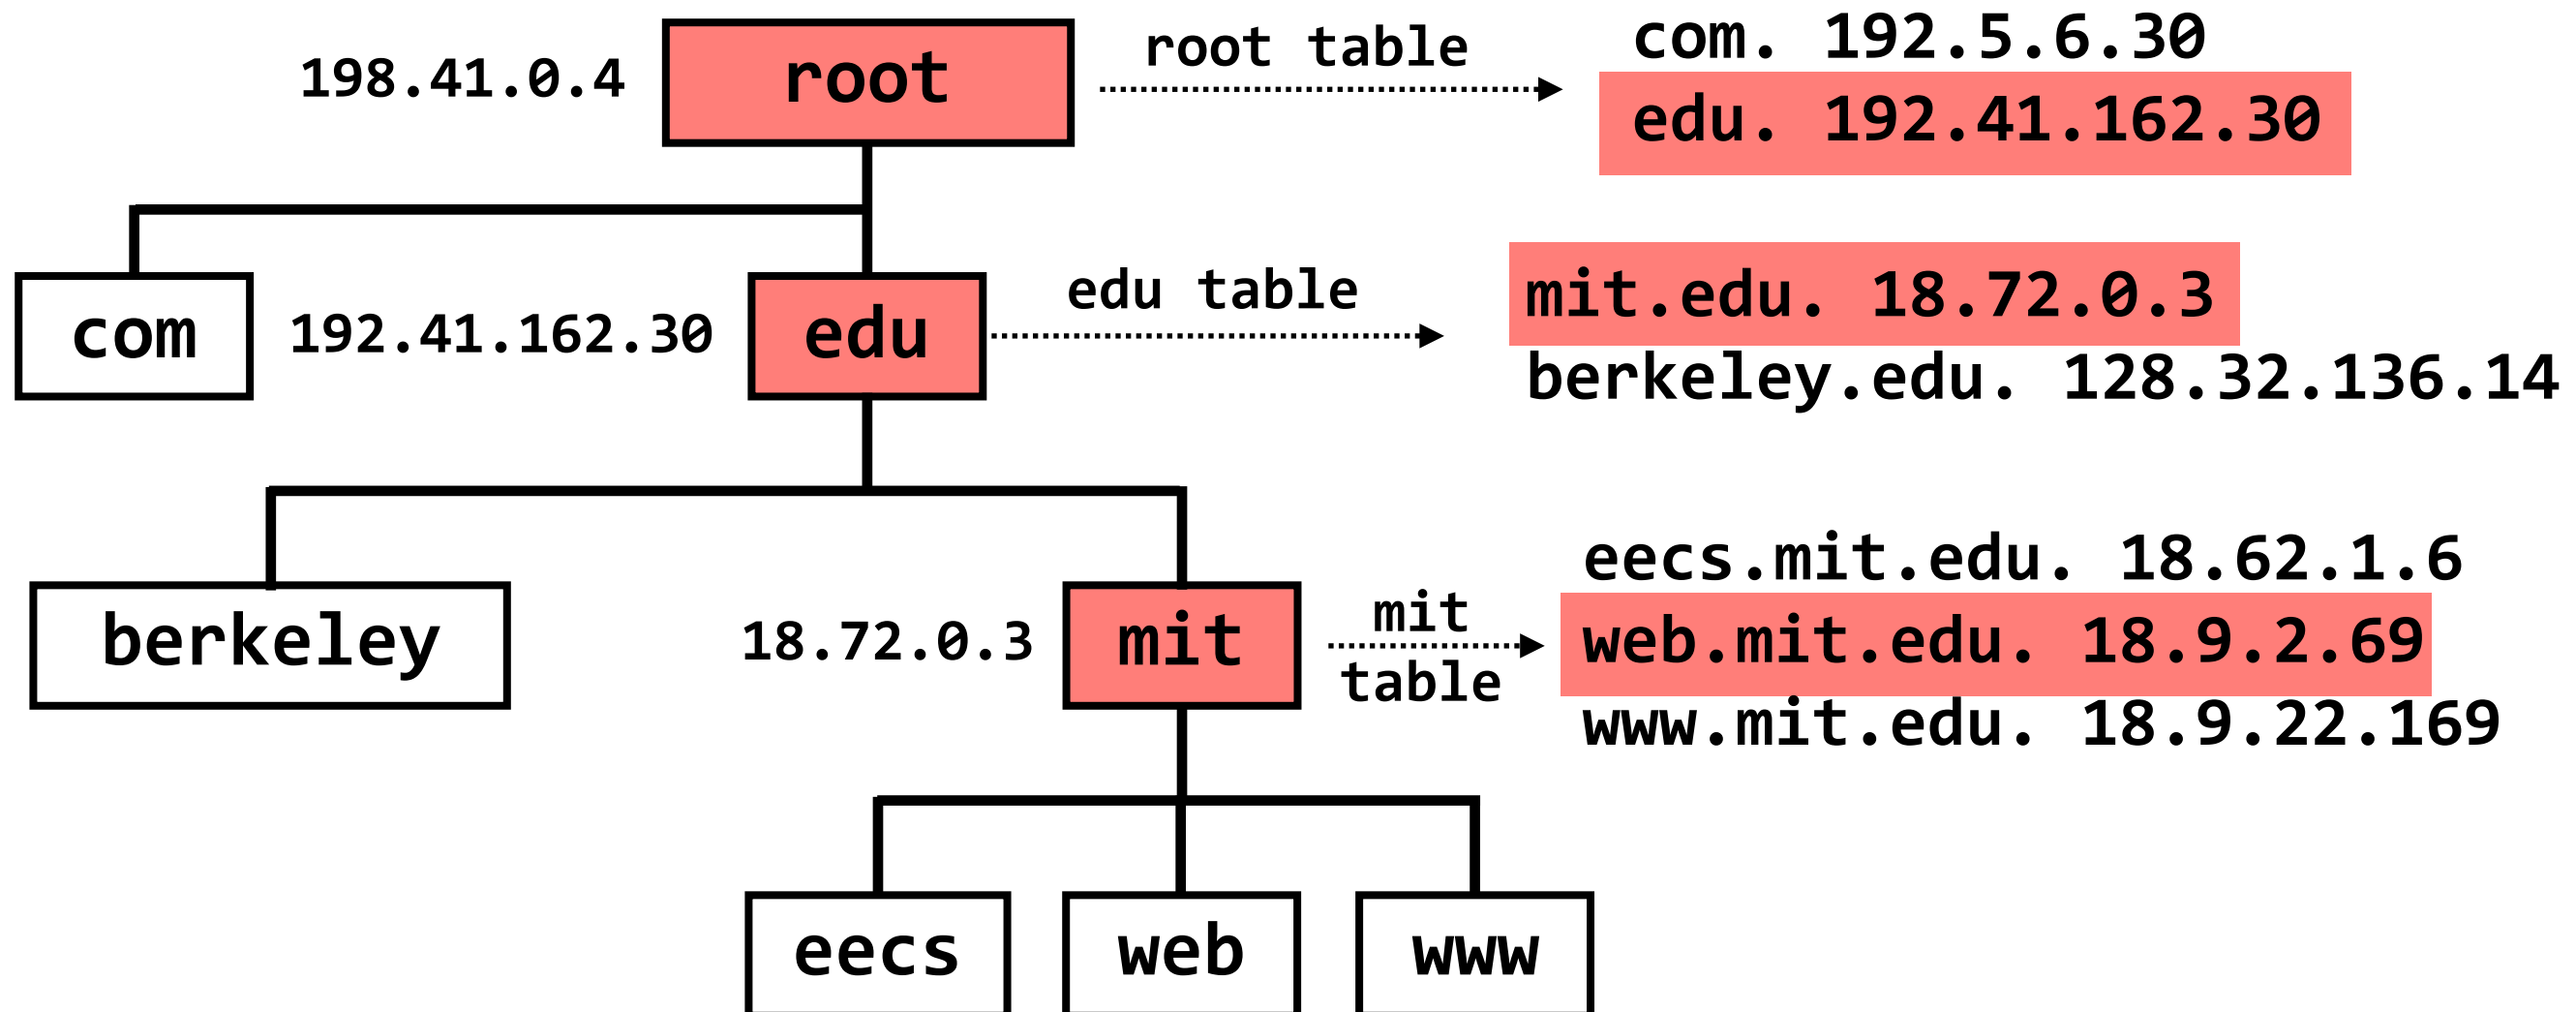 198.41.0.4
root
root table
com. 192.5.6.30
edu. 192.41.162.30
com
192.41.162.30
edu
edu table
mit.edu. 18.72.0.3
berkeley.edu. 128.32.136.14
berkeley
18.72.0.3
mit
mit
table
eecs.mit.edu. 18.62.1.6
web.mit.edu. 18.9.2.69
www.mit.edu. 18.9.22.169
eecs
web
www